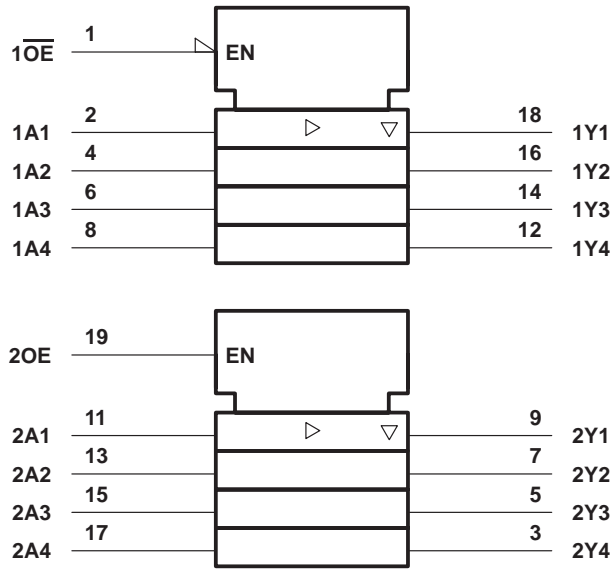 1O̅E̅ 1 EN
1A1 2 18 1Y1
1A2 4 16 1Y2
1A3 6 14 1Y3
1A4 8 12 1Y4
2OE 19 EN
2A1 11 9 2Y1
2A2 13 7 2Y2
2A3 15 5 2Y3
2A4 17 3 2Y4